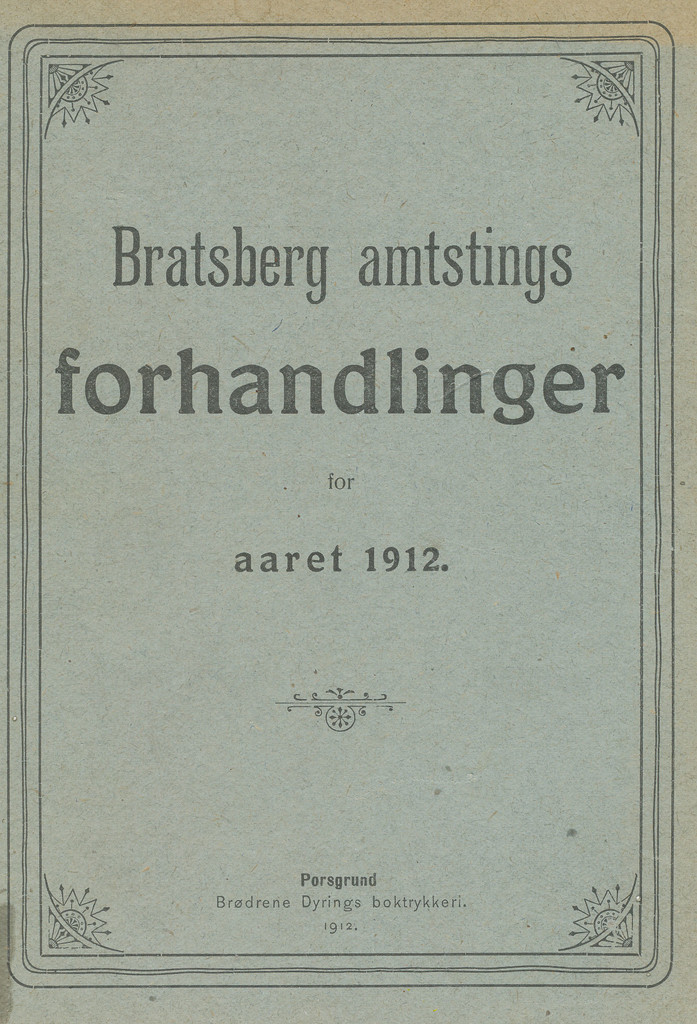 Bratsberg amtstings
forhandlinger
for
aaret 1912.
Porsgrund
Brødrene Dyrings boktrykkeri.
1912.